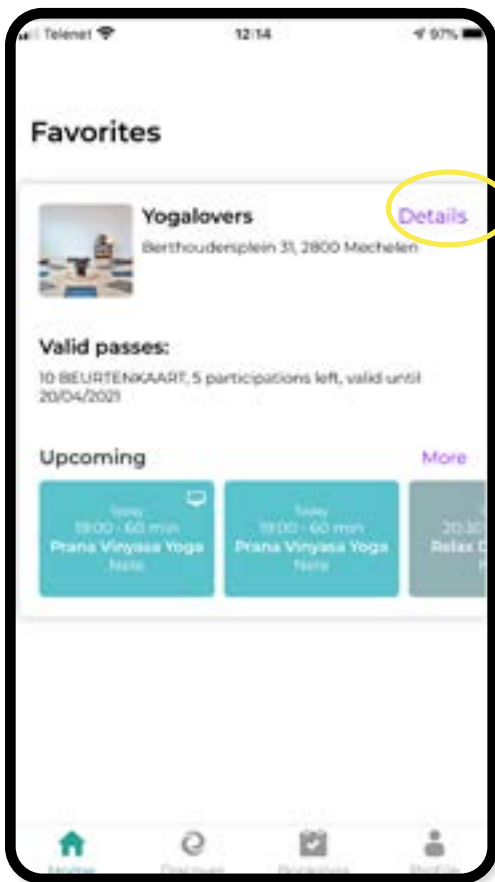 Telenet 12:14 97%
Favorites
Yogalovers Details
Berthoudersplein 31, 2800 Mechelen
Valid passes:
10 BEURTENKAART, 5 participations left, valid until
20/04/2021
Upcoming More
Today Today
19:00 - 60 min 19:00 - 60 min 20:30
Prana Vinyasa Yoga Prana Vinyasa Yoga Relax D
Nele Nele
Home Discover Bookings Profile